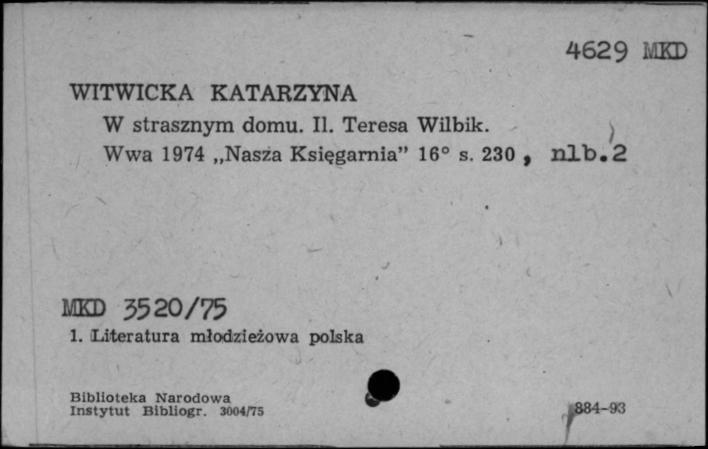 4629 MKD
WITWICKA KATARZYNA
W strasznym domu. Il. Teresa Wilbik.
Wwa 1974 „Nasza Księgarnia” 16° s. 230, nlb.2
MKD 3520/75
1. Literatura młodzieżowa polska
Biblioteka Narodowa
Instytut Bibliogr. 3004/75
884-93